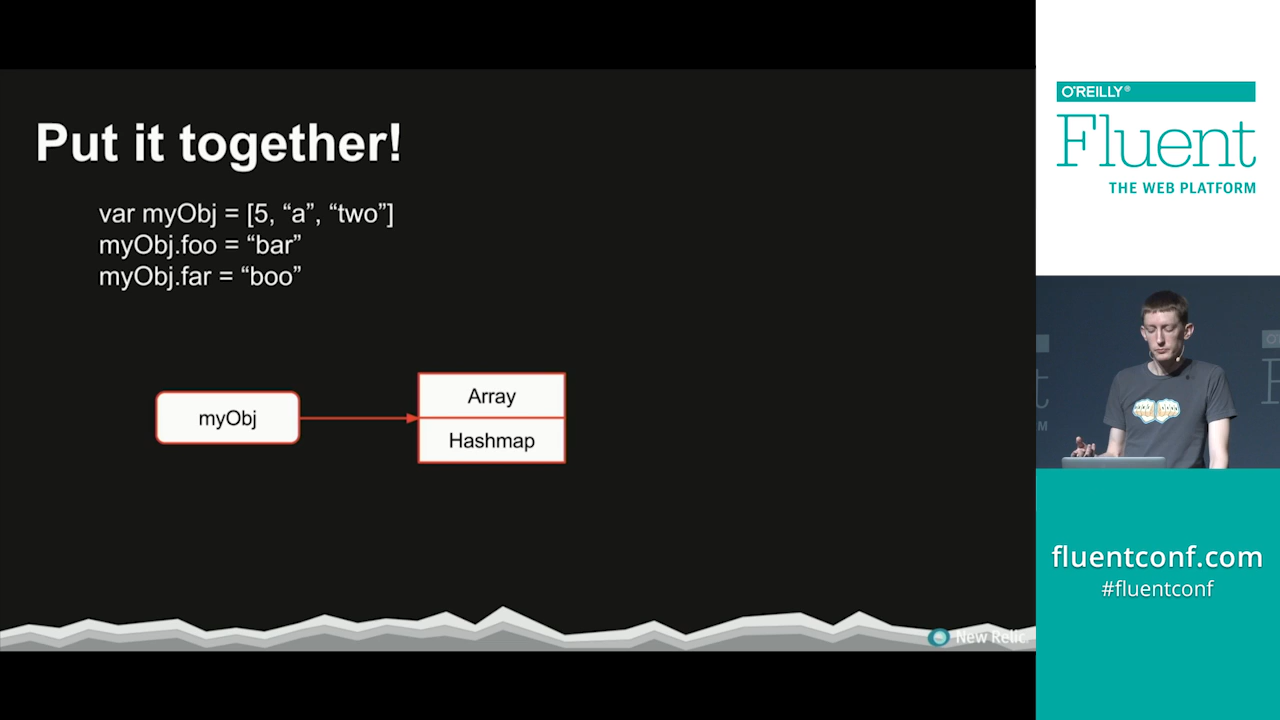 Put it together!
var myObj = [5, “a”, “two”]
myObj.foo = “bar”
myObj.far = “boo”
myObj
Array
Hashmap
New Relic
O'REILLY®
Fluent
THE WEB PLATFORM
fluentconf.com
#fluentconf